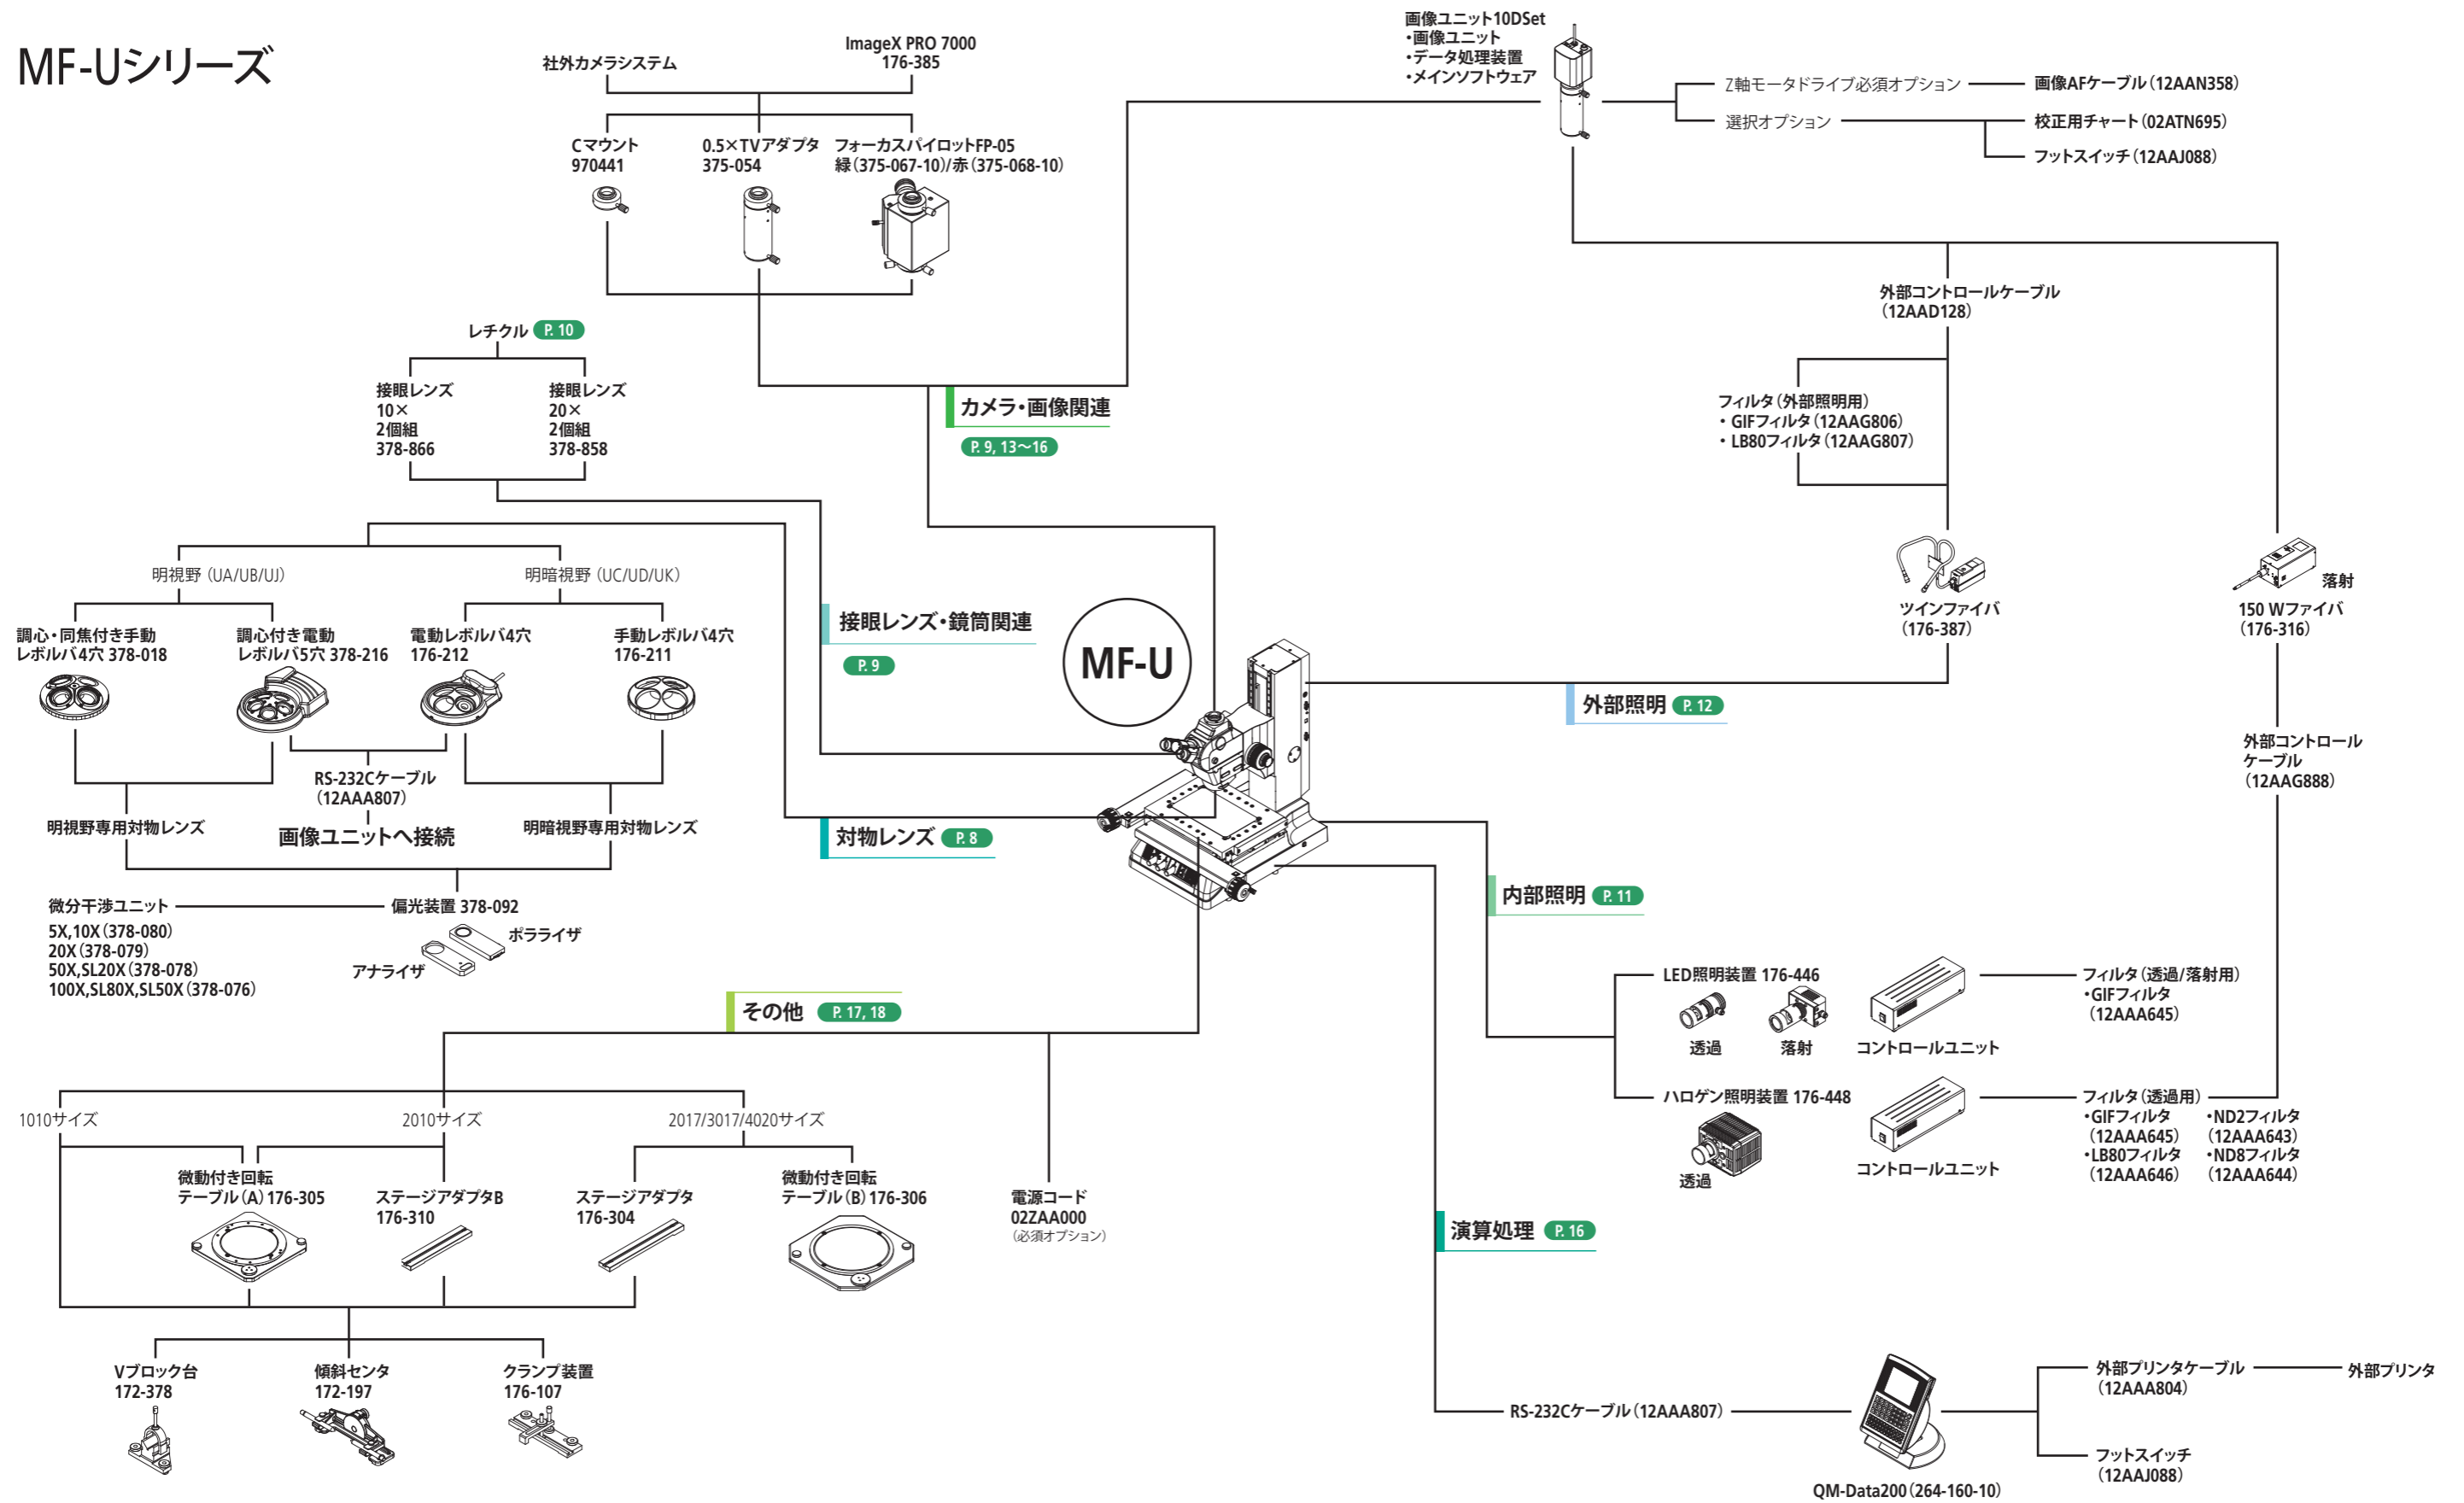 MF-Uシリーズ
社外カメラシステム
ImageX PRO 7000
176-385
Cマウント
970441
0.5×TVアダプタ
375-054
フォーカスパイロットFP-05
緑（375-067-10）/赤（375-068-10）
画像ユニット10DSet
・画像ユニット
・データ処理装置
・メインソフトウェア
Z軸モータドライブ必須オプション
画像AFケーブル（12AAN358）
選択オプション
校正用チャート（02ATN695）
フットスイッチ（12AAJ088）
外部コントロールケーブル
（12AAD128）
フィルタ（外部照明用）
・GIFフィルタ（12AAG806）
・LB80フィルタ（12AAG807）
ツインファイバ
（176-387）
落射
150 Wファイバ
（176-316）
外部コントロール
ケーブル
（12AAG888）
レチクル P. 10
接眼レンズ
10×
2個組
378-866
接眼レンズ
20×
2個組
378-858
カメラ・画像関連
P. 9, 13〜16
明視野（UA/UB/UJ）
明暗視野（UC/UD/UK）
調心・同焦付き手動
レボルバ4穴 378-018
調心付き電動
レボルバ5穴 378-216
電動レボルバ4穴
176-212
手動レボルバ4穴
176-211
RS-232Cケーブル
（12AAA807）
画像ユニットへ接続
明視野専用対物レンズ
明暗視野専用対物レンズ
微分干渉ユニット
5X,10X（378-080）
20X（378-079）
50X,SL20X（378-078）
100X,SL80X,SL50X（378-076）
偏光装置 378-092
ポラライザ
アナライザ
接眼レンズ・鏡筒関連
P. 9
MF-U
対物レンズ P. 8
外部照明 P. 12
内部照明 P. 11
LED照明装置 176-446
透過
落射
コントロールユニット
フィルタ（透過/落射用）
・GIFフィルタ
（12AAA645）
ハロゲン照明装置 176-448
透過
コントロールユニット
フィルタ（透過用）
・GIFフィルタ
（12AAA645）
・LB80フィルタ
（12AAA646）
・ND2フィルタ
（12AAA643）
・ND8フィルタ
（12AAA644）
その他 P. 17, 18
1010サイズ
2010サイズ
2017/3017/4020サイズ
微動付き回転
テーブル（A）176-305
ステージアダプタB
176-310
ステージアダプタ
176-304
微動付き回転
テーブル（B）176-306
電源コード
02ZAA000
（必須オプション）
Vブロック台
172-378
傾斜センタ
172-197
クランプ装置
176-107
演算処理 P. 16
RS-232Cケーブル（12AAA807）
QM-Data200（264-160-10）
外部プリンタケーブル
（12AAA804）
外部プリンタ
フットスイッチ
（12AAJ088）